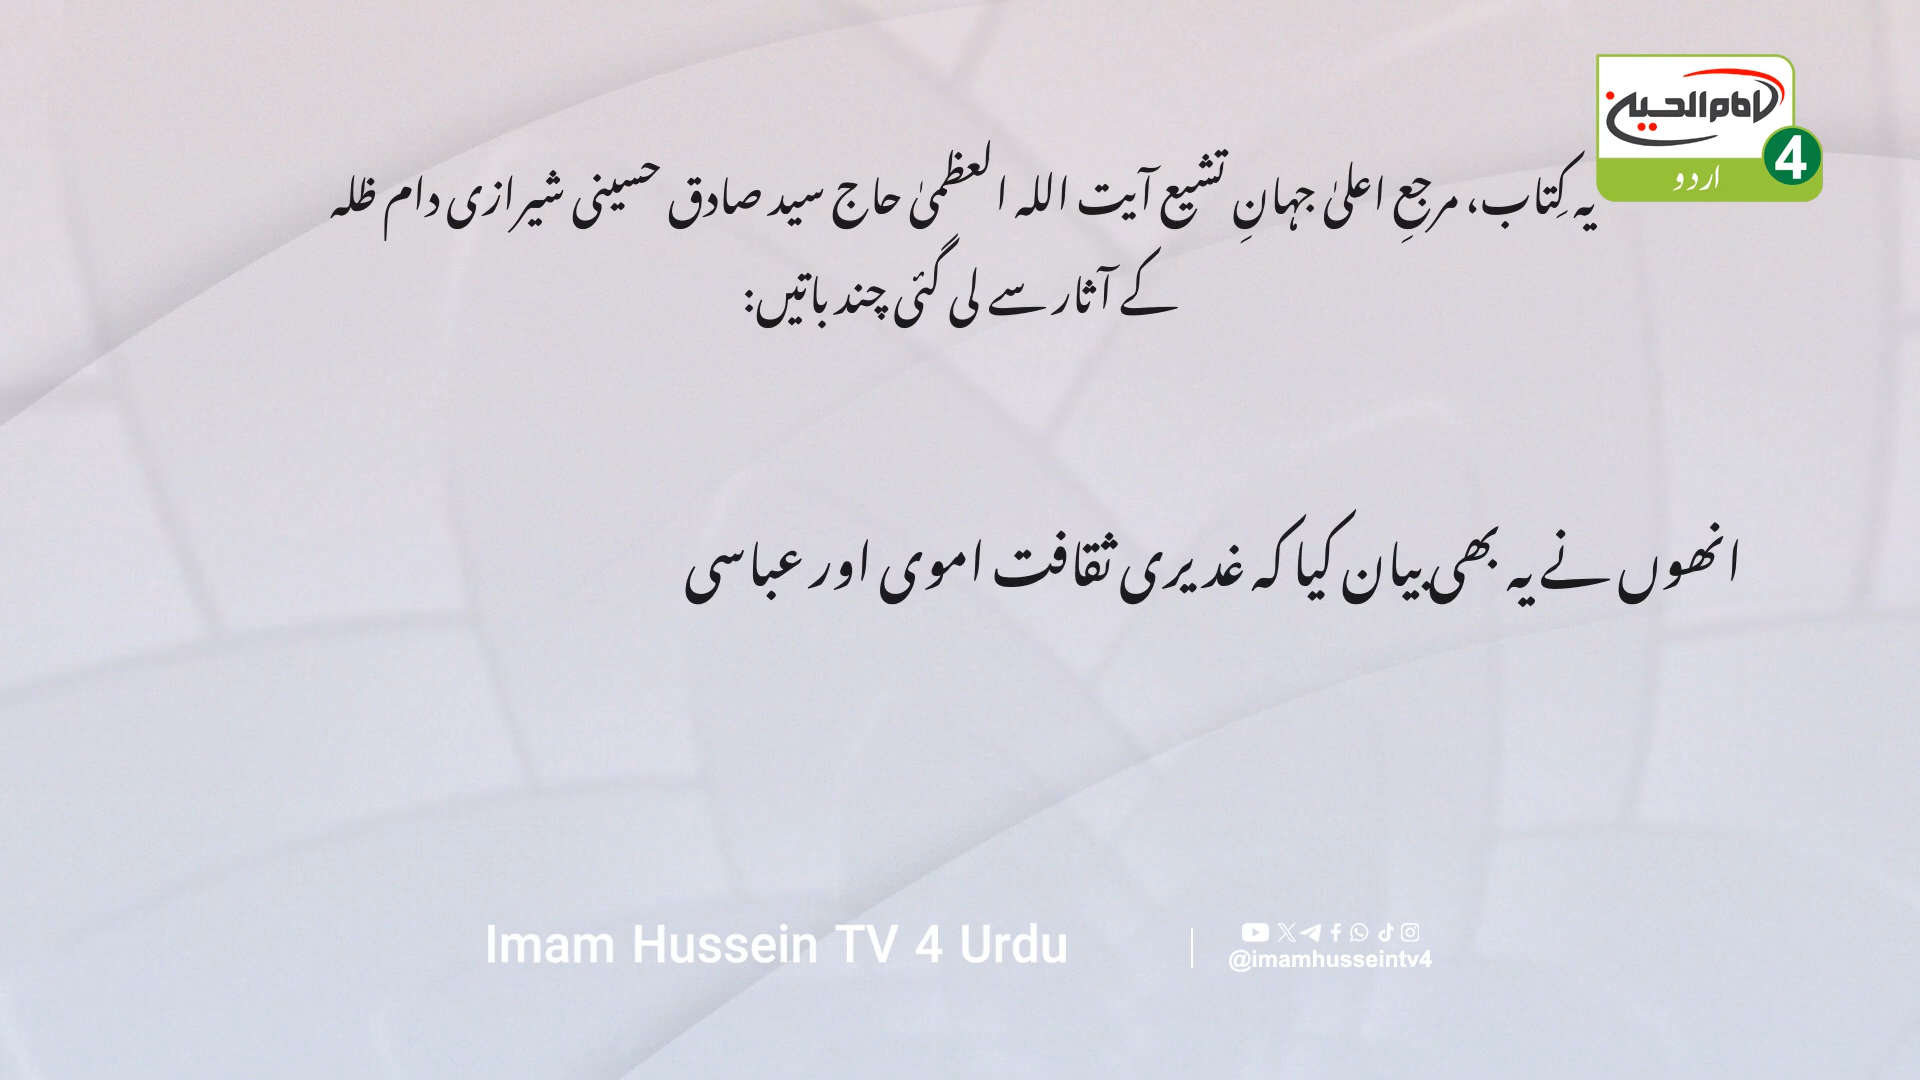 امام الحسین
4
اردو
یہ کِتاب، مرجعِ اعلیٰ جہانِ تشیع آیت اللہ العظمیٰ حاج سید صادق حسینی شیرازی دام ظلہ
کے آثار سے لی گئی چند باتیں:
انھوں نے یہ بھی بیان کیا کہ غدیری ثقافت اموی اور عباسی
Imam Hussein TV 4 Urdu
@imamhusseintv4